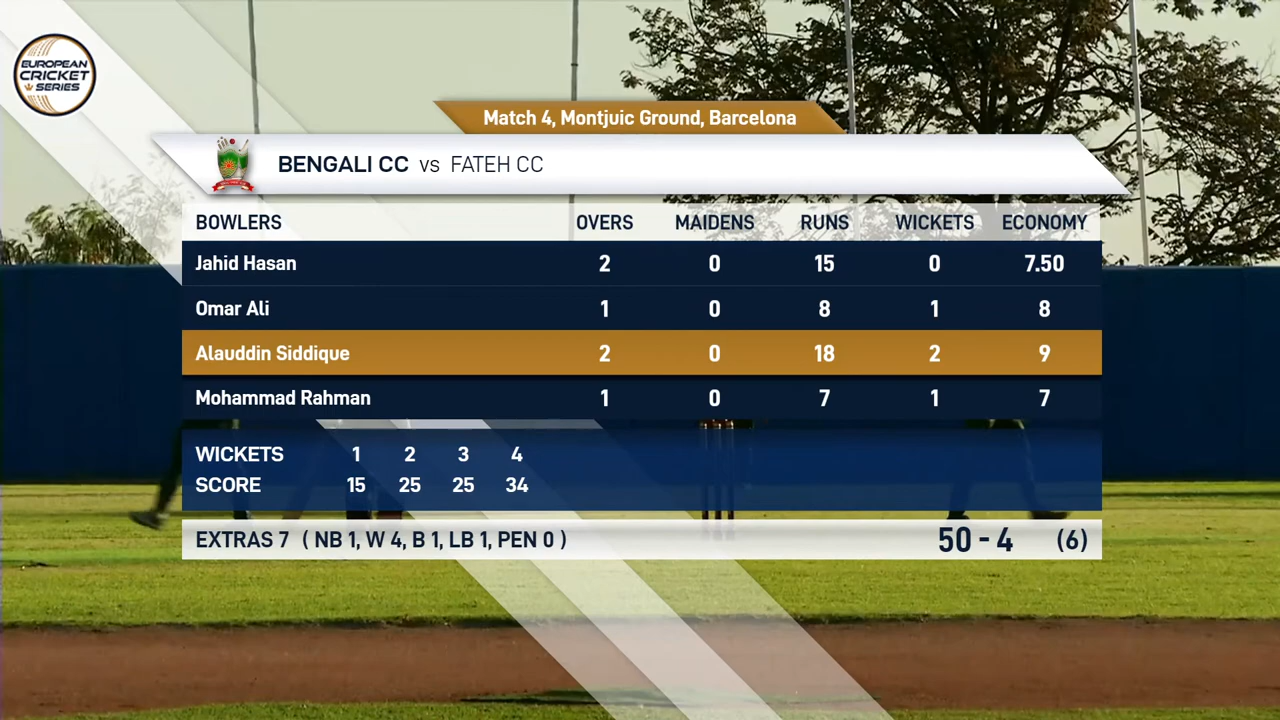 EUROPEAN
CRICKET
SERIES
Match 4, Montjuic Ground, Barcelona
BENGALI CC vs FATEH CC
BOWLERS OVERS MAIDENS RUNS WICKETS ECONOMY
Jahid Hasan 2 0 15 0 7.50
Omar Ali 1 0 8 1 8
Alauddin Siddique 2 0 18 2 9
Mohammad Rahman 1 0 7 1 7
WICKETS 1 2 3 4
SCORE 15 25 25 34
EXTRAS 7 ( NB 1, W 4, B 1, LB 1, PEN 0 ) 50 - 4 (6)